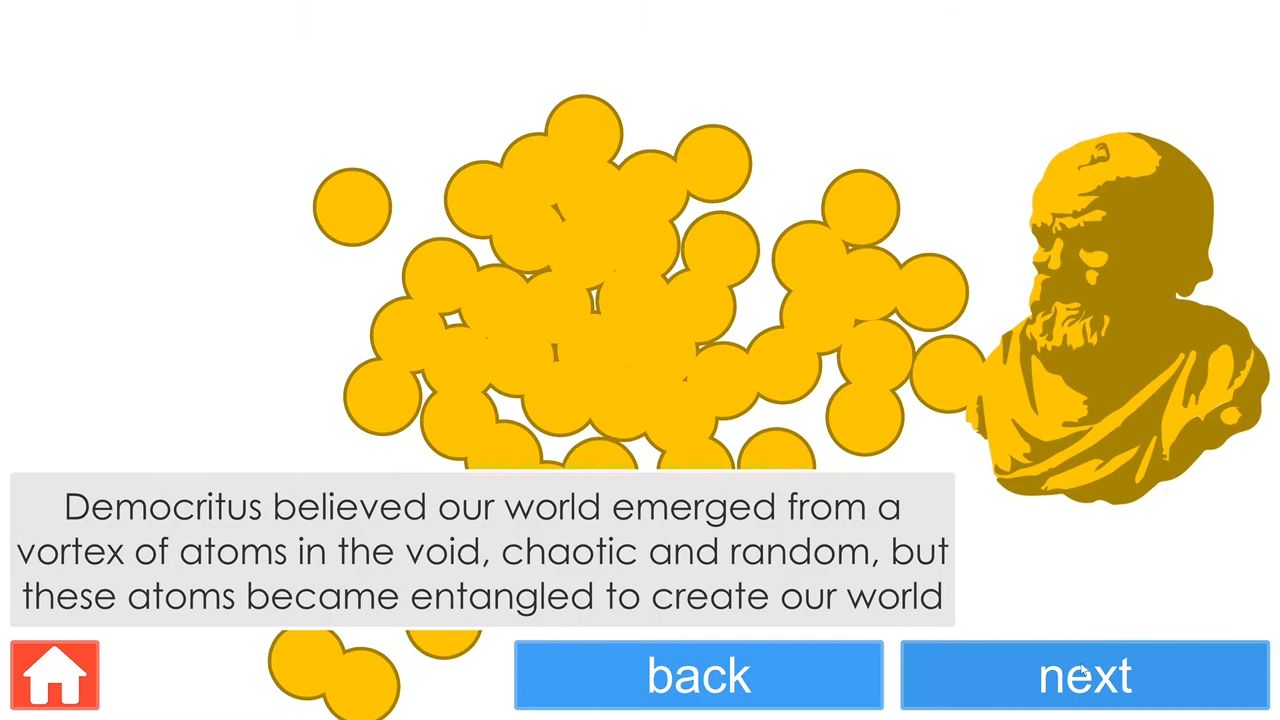 Democritus believed our world emerged from a
vortex of atoms in the void, chaotic and random, but
these atoms became entangled to create our world
back
next